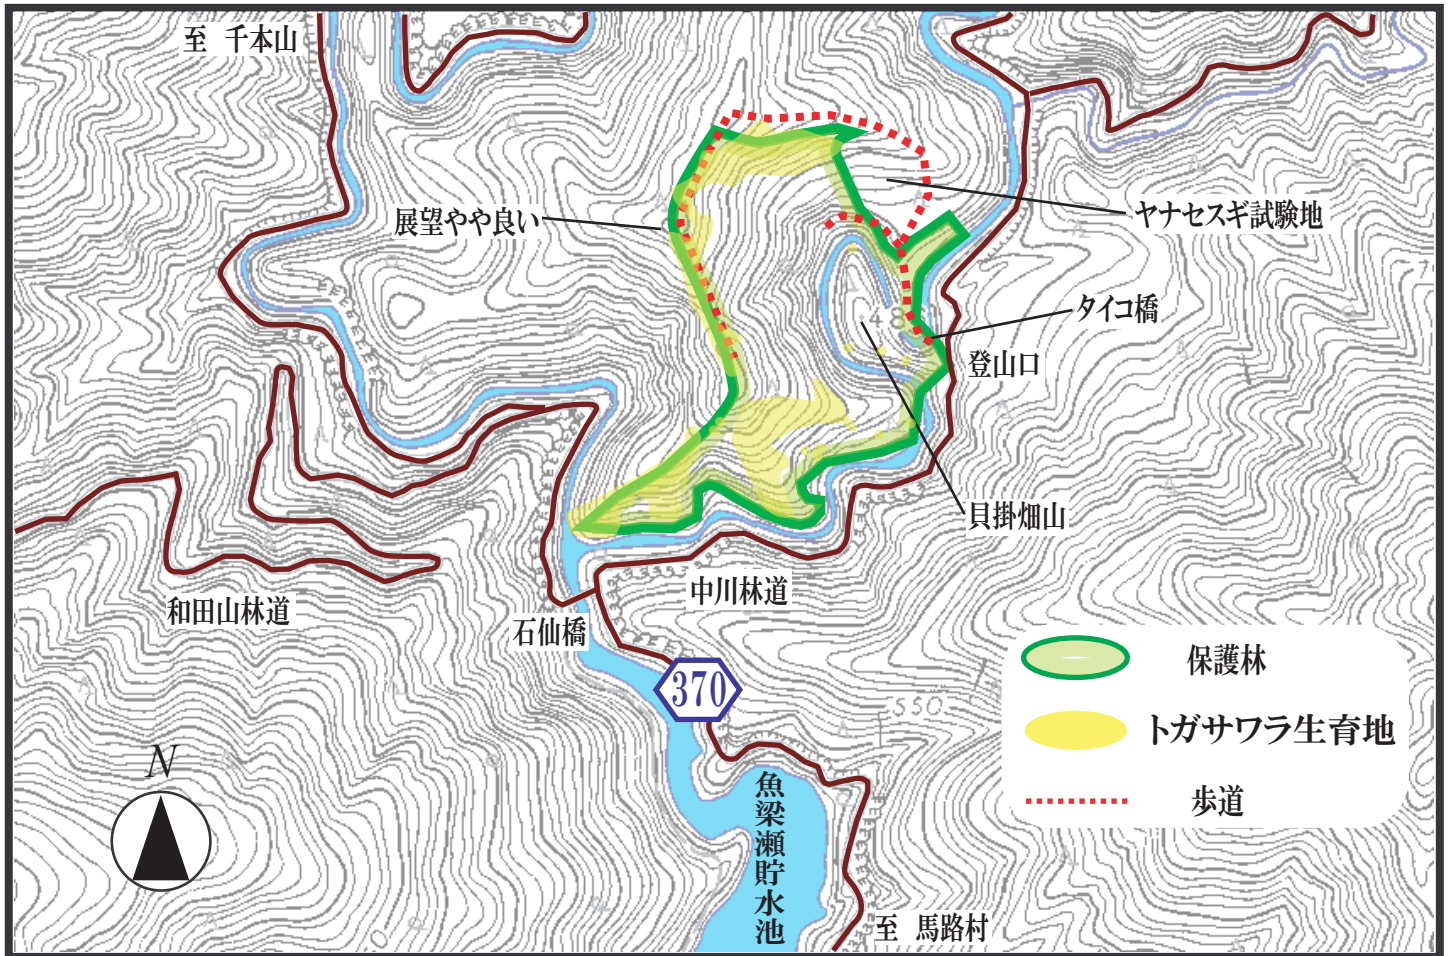 至 千本山
展望やや良い
ヤナセスギ試験地
タイコ橋
登山口
貝掛畑山
中川林道
和田山林道
石仙橋
370
保護林
550
トガサワラ生育地
N
歩道
魚梁瀬貯水池
至 馬路村